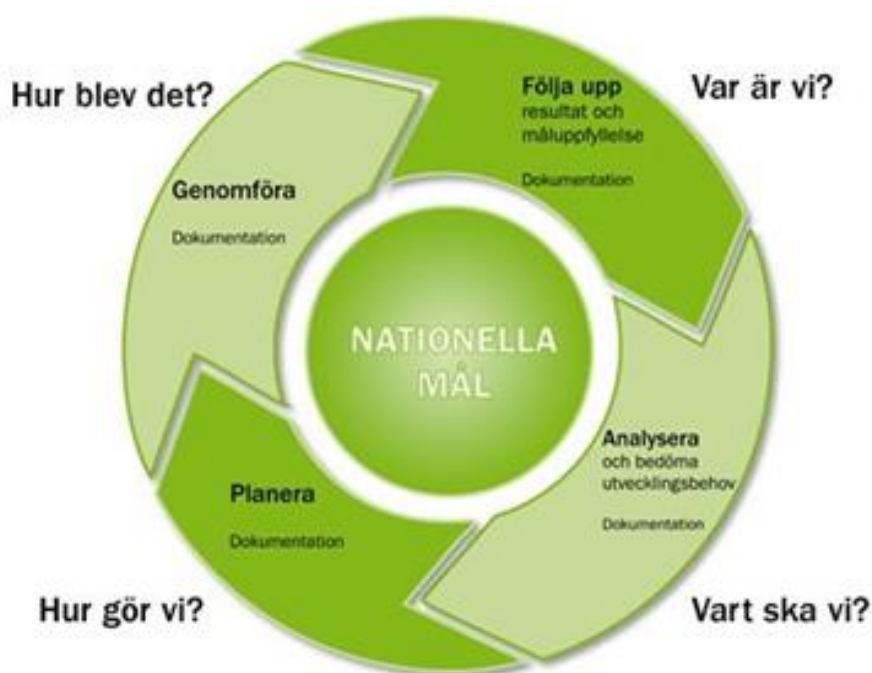 Hur blev det?
Följa upp
resultat och
måluppfyllelse
Dokumentation
Var är vi?
Genomföra
Dokumentation
NATIONELLA
MÅL
Analysera
och bedöma
utvecklingsbehov
Dokumentation
Planera
Dokumentation
Hur gör vi?
Vart ska vi?